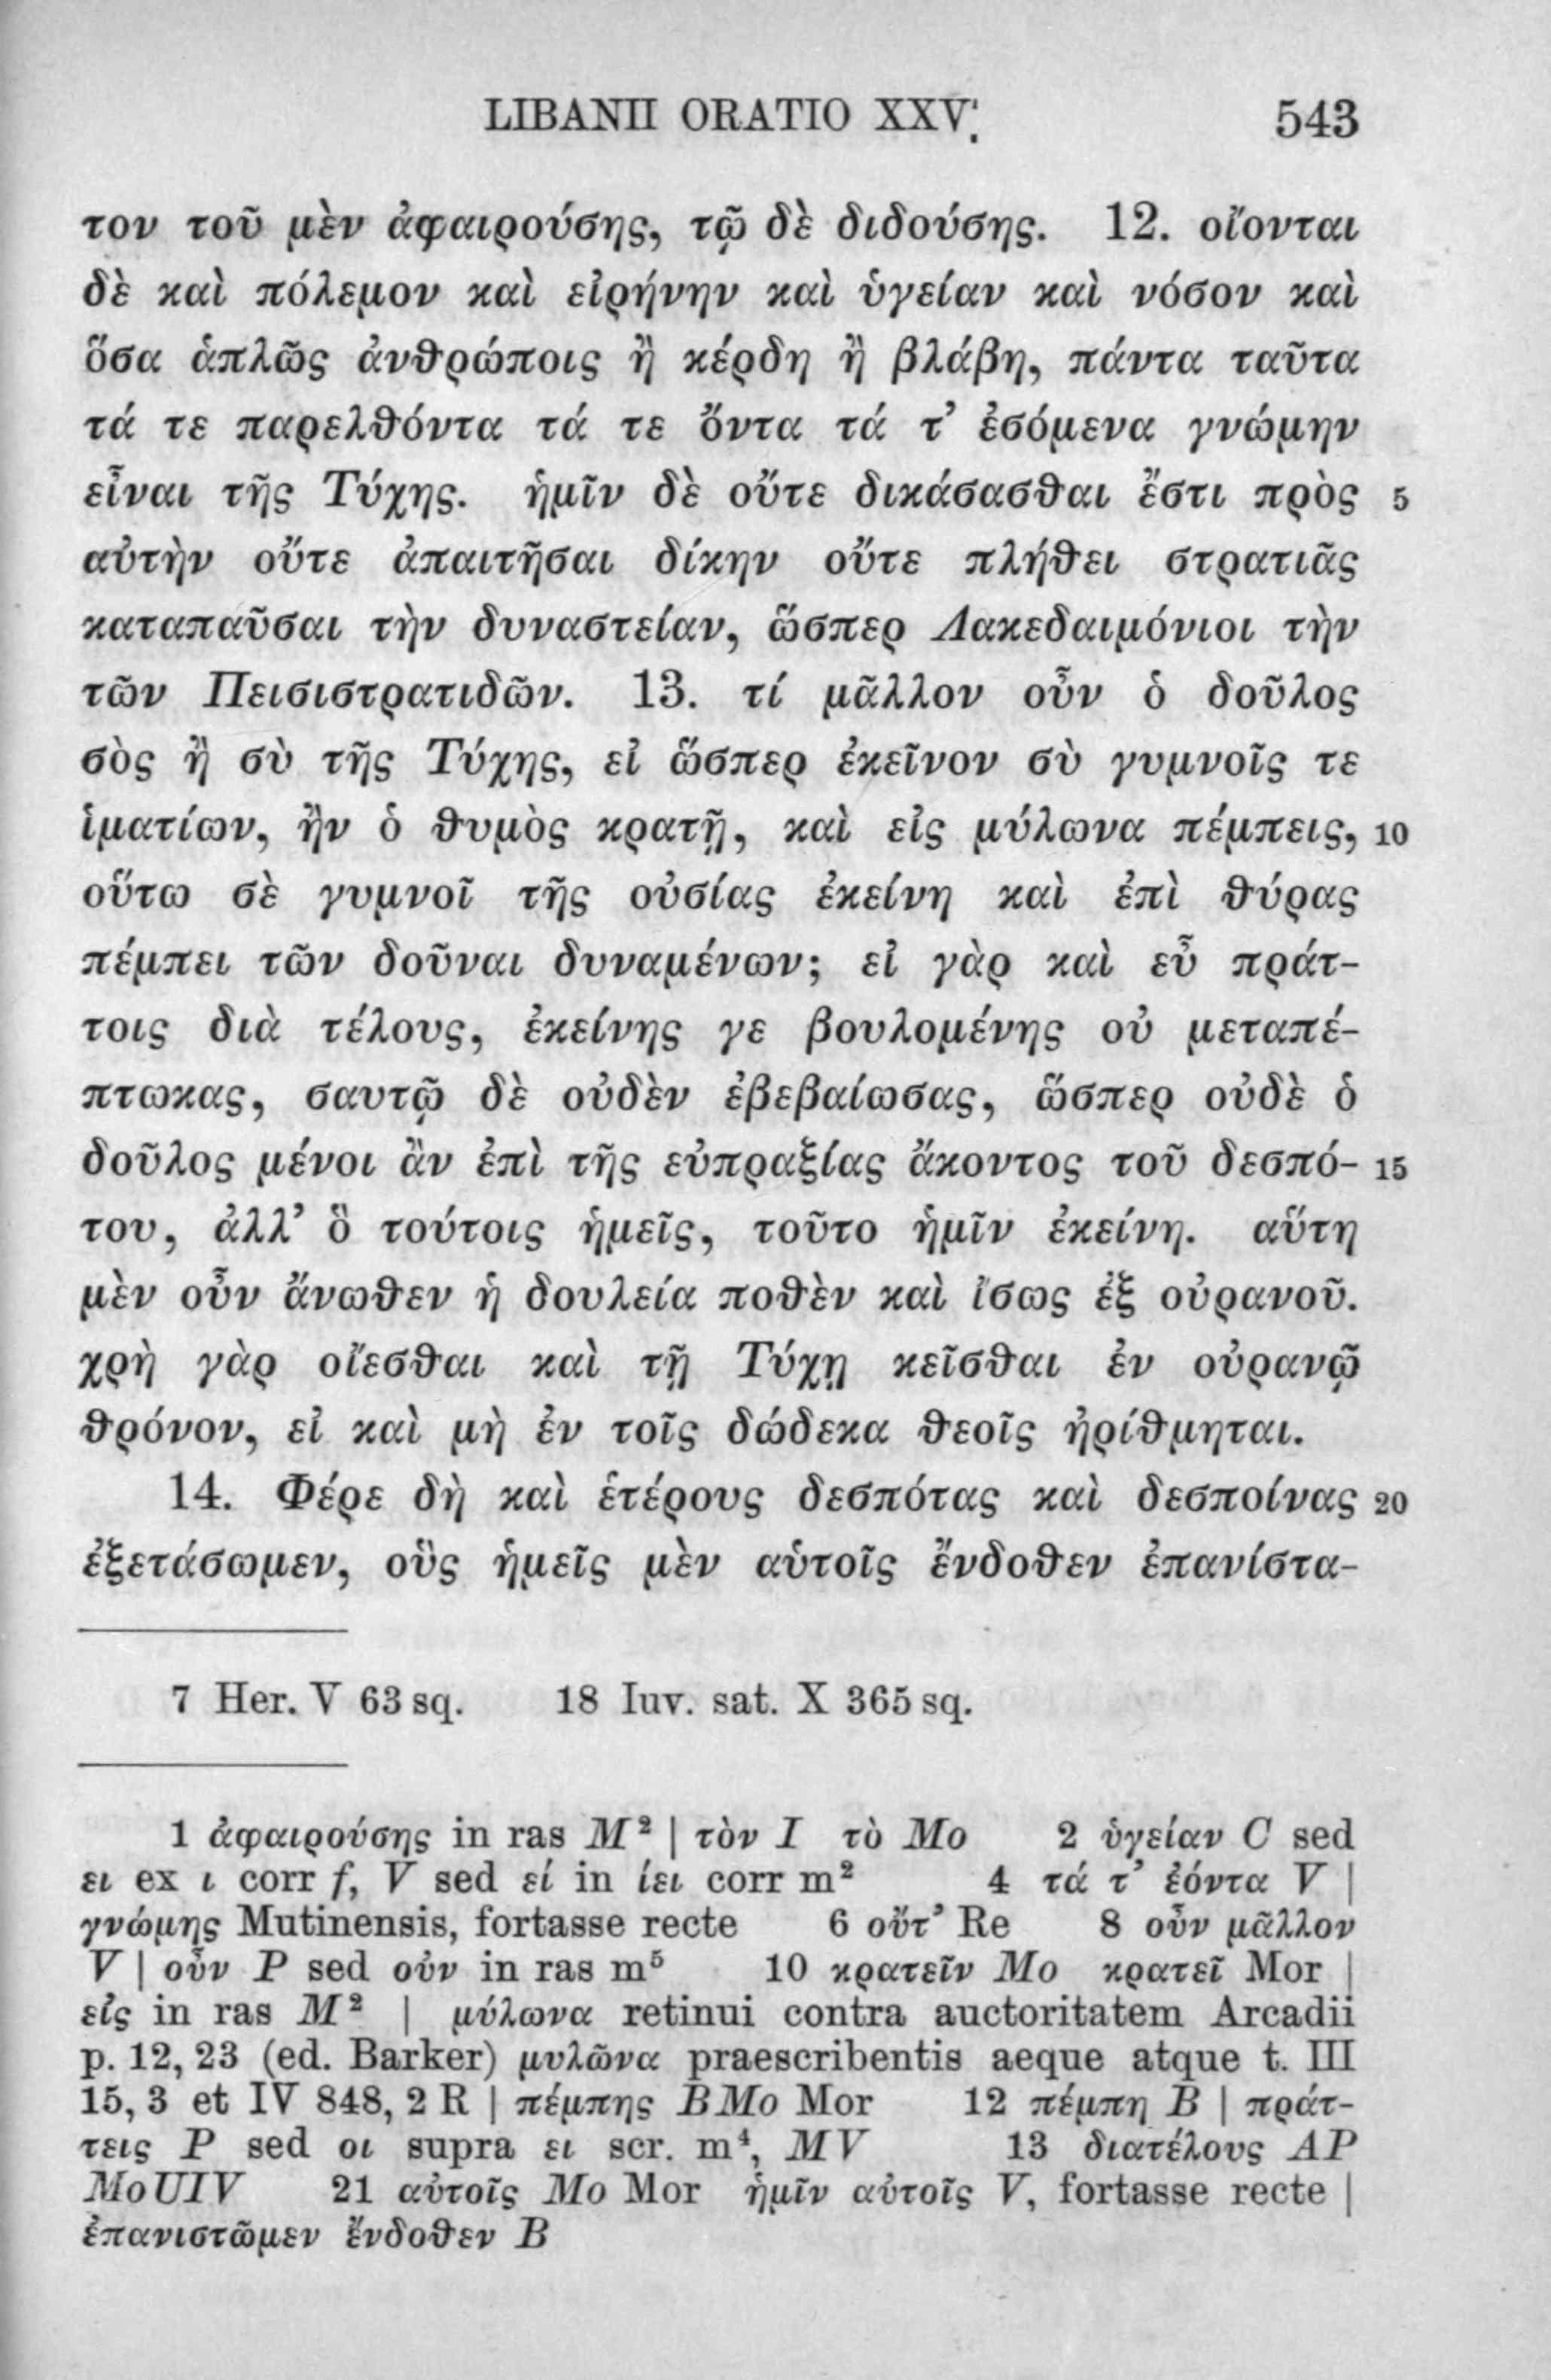 LIBANII ORATIO XXV. 543
τον τοῦ μὲν ἀφαιρούσης, τῷ δὲ διδούσης. 12. οἴονται
δὲ καὶ πόλεμον καὶ εἰρήνην καὶ ὑγείαν καὶ νόσον καὶ
ὅσα ἁπλῶς ἀνθρώποις ἢ κέρδη ἢ βλάβη, πάντα ταῦτα
τά τε παρελθόντα τά τε ὄντα τά τ’ ἐσόμενα γνώμην
εἶναι τῆς Τύχης. ἡμῖν δὲ οὔτε δικάσασθαι ἔστι πρὸς 5
αὐτὴν οὔτε ἀπαιτῆσαι δίκην οὔτε πλήθει στρατιᾶς
καταπαῦσαι τὴν δυναστείαν, ὥσπερ Λακεδαιμόνιοι τὴν
τῶν Πεισιστρατιδῶν. 13. τί μᾶλλον οὖν ὁ δοῦλος
σὸς ἢ σὺ τῆς Τύχης, εἰ ὥσπερ ἐκεῖνον σὺ γυμνοῖς τε
ἱματίων, ἢν ὁ θυμὸς κρατῇ, καὶ εἰς μύλωνα πέμπεις, 10
οὕτω σὲ γυμνοῖ τῆς οὐσίας ἐκείνη καὶ ἐπὶ θύρας
πέμπει τῶν δοῦναι δυναμένων; εἰ γὰρ καὶ εὖ πράτ-
τοις διὰ τέλους, ἐκείνης γε βουλομένης οὐ μεταπέ-
πτωκας, σαυτῷ δὲ οὐδὲν ἐβεβαίωσας, ὥσπερ οὐδὲ ὁ
δοῦλος μένοι ἂν ἐπὶ τῆς εὐπραξίας ἄκοντος τοῦ δεσπό- 15
του, ἀλλ’ ὃ τούτοις ἡμεῖς, τοῦτο ἡμῖν ἐκείνη. αὕτη
μὲν οὖν ἄνωθεν ἡ δουλεία ποθὲν καὶ ἴσως ἐξ οὐρανοῦ.
χρὴ γὰρ οἴεσθαι καὶ τῇ Τύχῃ κεῖσθαι ἐν οὐρανῷ
θρόνον, εἰ καὶ μὴ ἐν τοῖς δώδεκα θεοῖς ἠρίθμηται.
14. Φέρε δὴ καὶ ἑτέρους δεσπότας καὶ δεσποίνας 20
ἐξετάσωμεν, οὓς ἡμεῖς μὲν αὑτοῖς ἔνδοθεν ἐπανίστα-
7 Her. V 63 sq. 18 Iuv. sat. X 365 sq.
1 ἀφαιρούσης in ras M² | τὸν I τὸ Mo 2 ὑγείαν C sed
ει ex ι corr f, V sed εί in ίει corr m² 4 τά τ’ ἐόντα V |
γνώμης Mutinensis, fortasse recte 6 οὔτ’ Re 8 οὖν μᾶλλον
V | οὖν P sed οὐν in ras m⁵ 10 κρατεῖν Mo κρατεῖ Mor |
εἰς in ras M² | μύλωνα retinui contra auctoritatem Arcadii
p. 12, 23 (ed. Barker) μυλῶνα praescribentis aeque atque t. III
15, 3 et IV 848, 2 R | πέμπης BMo Mor 12 πέμπη B | πράτ-
τεις P sed οι supra ει scr. m⁴, MV 13 διατέλους AP
MoUIV 21 αὐτοῖς Mo Mor ἡμῖν αὐτοῖς V, fortasse recte |
ἐπανιστῶμεν ἔνδοθεν B